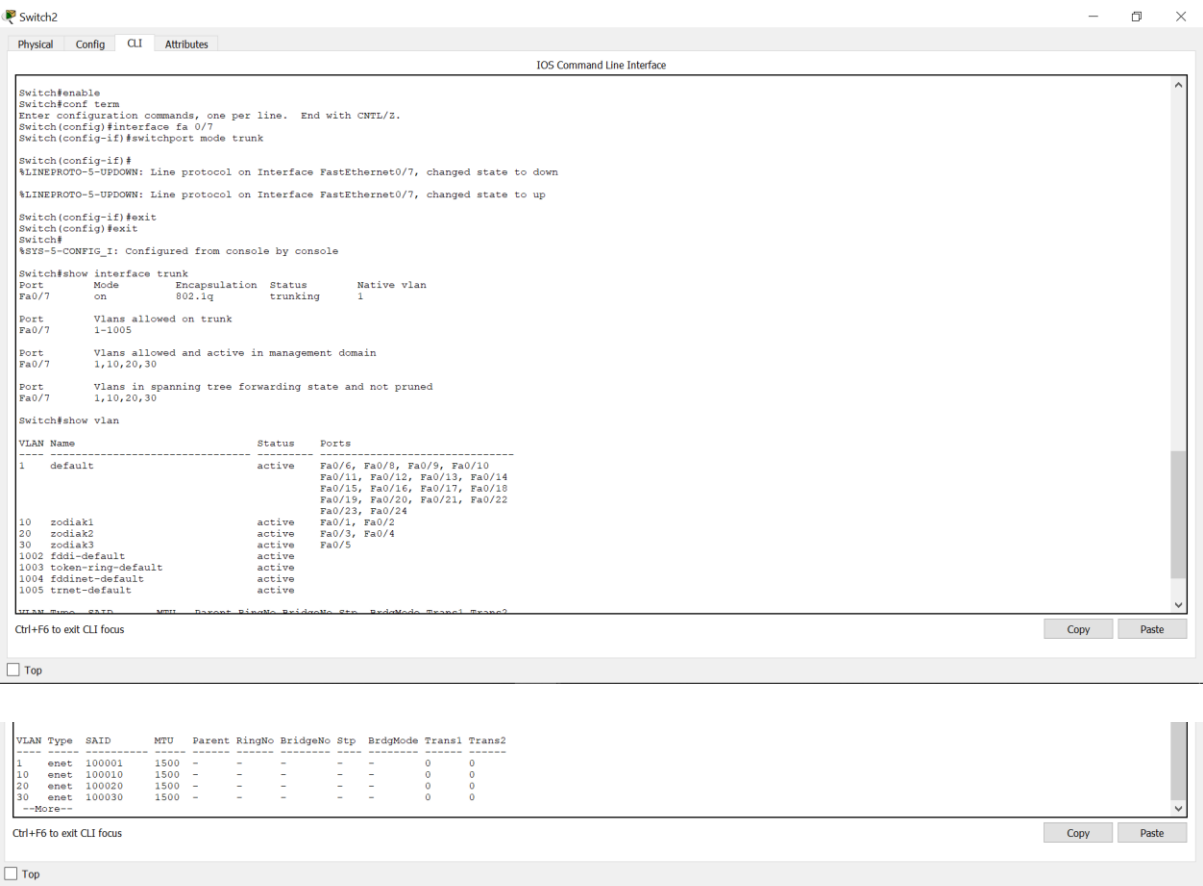 Switch2
Physical Config CLI Attributes
IOS Command Line Interface
Switch#enable
Switch#conf term
Enter configuration commands, one per line.  End with CNTL/Z.
Switch(config)#interface fa 0/7
Switch(config-if)#switchport mode trunk
Switch(config-if)#
%LINEPROTO-5-UPDOWN: Line protocol on Interface FastEthernet0/7, changed state to down
%LINEPROTO-5-UPDOWN: Line protocol on Interface FastEthernet0/7, changed state to up
Switch(config-if)#exit
Switch(config)#exit
Switch#
%SYS-5-CONFIG_I: Configured from console by console
Switch#show interface trunk
Port        Mode         Encapsulation  Status        Native vlan
Fa0/7       on           802.1q         trunking      1
Port        Vlans allowed on trunk
Fa0/7       1-1005
Port        Vlans allowed and active in management domain
Fa0/7       1,10,20,30
Port        Vlans in spanning tree forwarding state and not pruned
Fa0/7       1,10,20,30
Switch#show vlan
VLAN Name                             Status    Ports
---- -------------------------------- --------- -------------------------------
1    default                          active    Fa0/6, Fa0/8, Fa0/9, Fa0/10
                                                Fa0/11, Fa0/12, Fa0/13, Fa0/14
                                                Fa0/15, Fa0/16, Fa0/17, Fa0/18
                                                Fa0/19, Fa0/20, Fa0/21, Fa0/22
                                                Fa0/23, Fa0/24
10   zodiak1                          active    Fa0/1, Fa0/2
20   zodiak2                          active    Fa0/3, Fa0/4
30   zodiak3                          active    Fa0/5
1002 fddi-default                     active
1003 token-ring-default               active
1004 fddinet-default                  active
1005 trnet-default                    active
VLAN Type  SAID       MTU   Parent RingNo BridgeNo Stp  BrdgMode Trans1 Trans2
Ctrl+F6 to exit CLI focus
Copy Paste
Top
VLAN Type  SAID       MTU   Parent RingNo BridgeNo Stp  BrdgMode Trans1 Trans2
---- ----- ---------- ----- ------ ------ -------- ---- -------- ------ ------
1    enet  100001     1500  -      -      -        -    -        0      0
10   enet  100010     1500  -      -      -        -    -        0      0
20   enet  100020     1500  -      -      -        -    -        0      0
30   enet  100030     1500  -      -      -        -    -        0      0
 --More--
Ctrl+F6 to exit CLI focus
Copy Paste
Top